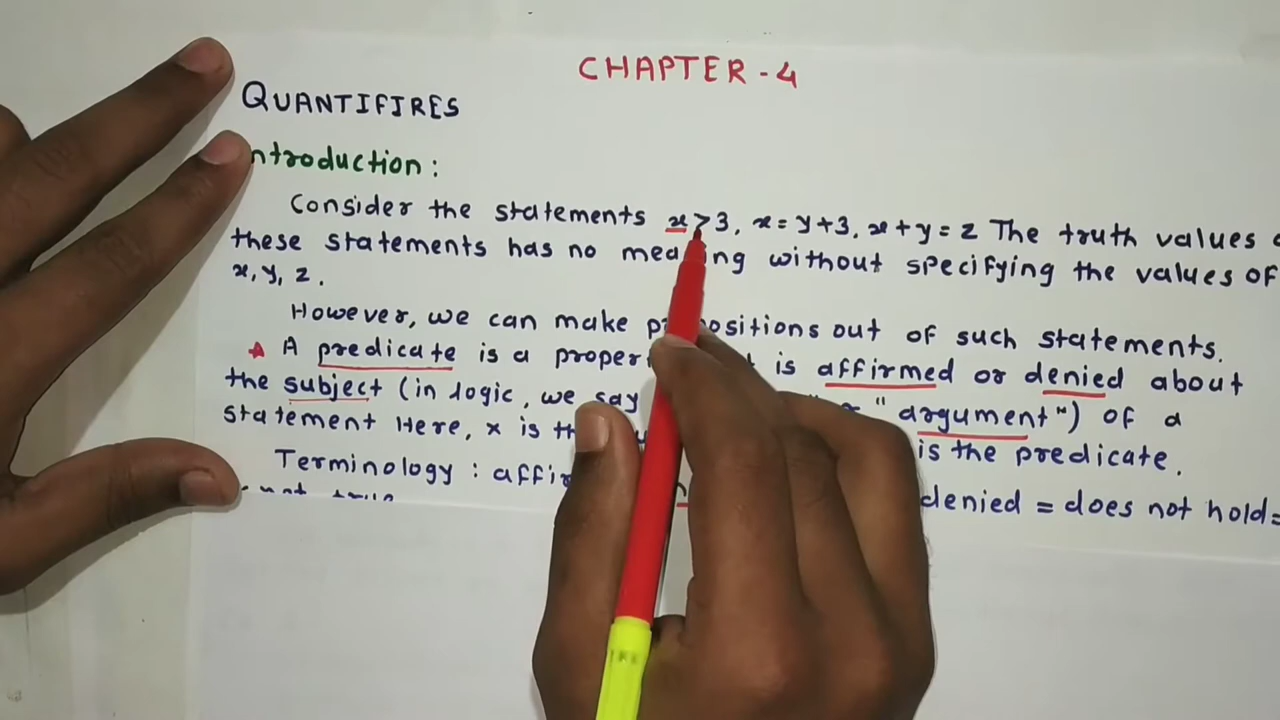 CHAPTER - 4
QUANTIFIRES
ntroduction :
Consider the statements x > 3, x = y + 3, x + y = z The truth values
these statements has no mea ing without specifying the values of
x, y, z.
However, we can make p ositions out of such statements.
A predicate is a proper is affirmed or denied about
the subject (in logic, we say " argument") of a
statement Here, x is th is the predicate.
Terminology : affi denied = does not hold =